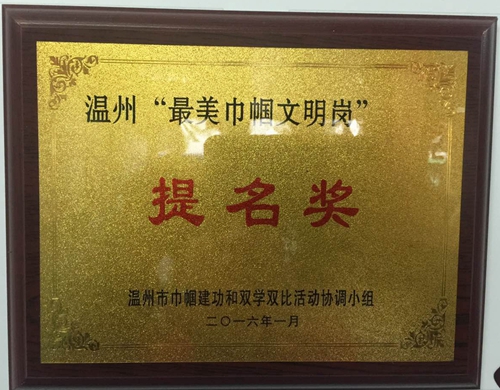 温州“最美巾帼文明岗”
提名奖
温州市巾帼建功和双学双比活动协调小组
二〇一六年一月